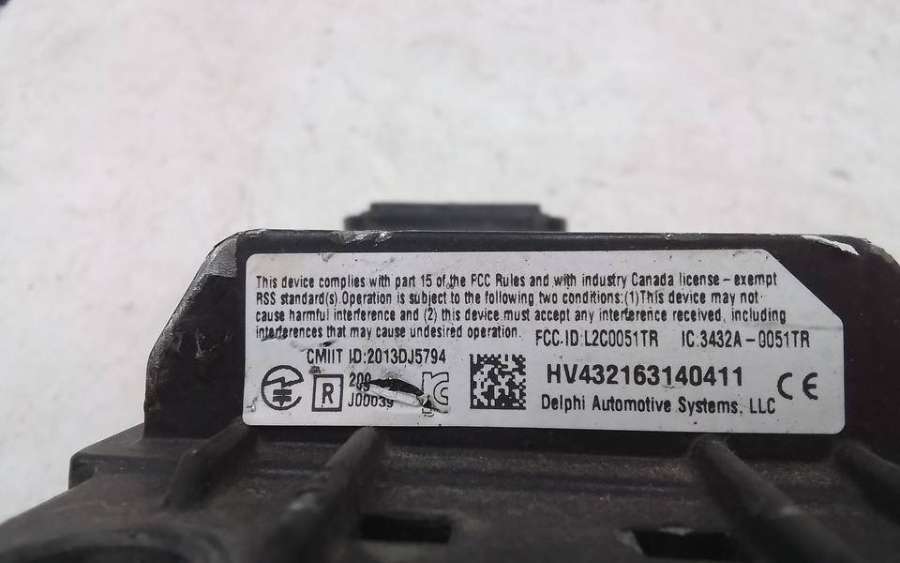 This device complies with part 15 of the FCC Rules and with industry Canada license - exempt
RSS standard(s).Operation is subject to the following two conditions:(1)This device may not
cause harmful interference and (2) this device must accept any interference received, including
interferences that may cause undesired operation.
FCC.ID:L2C0051TR IC.3432A-0051TR
CMIIT ID:2013DJ5794
R
HV432163140411
CE
J00039
Delphi Automotive Systems, LLC